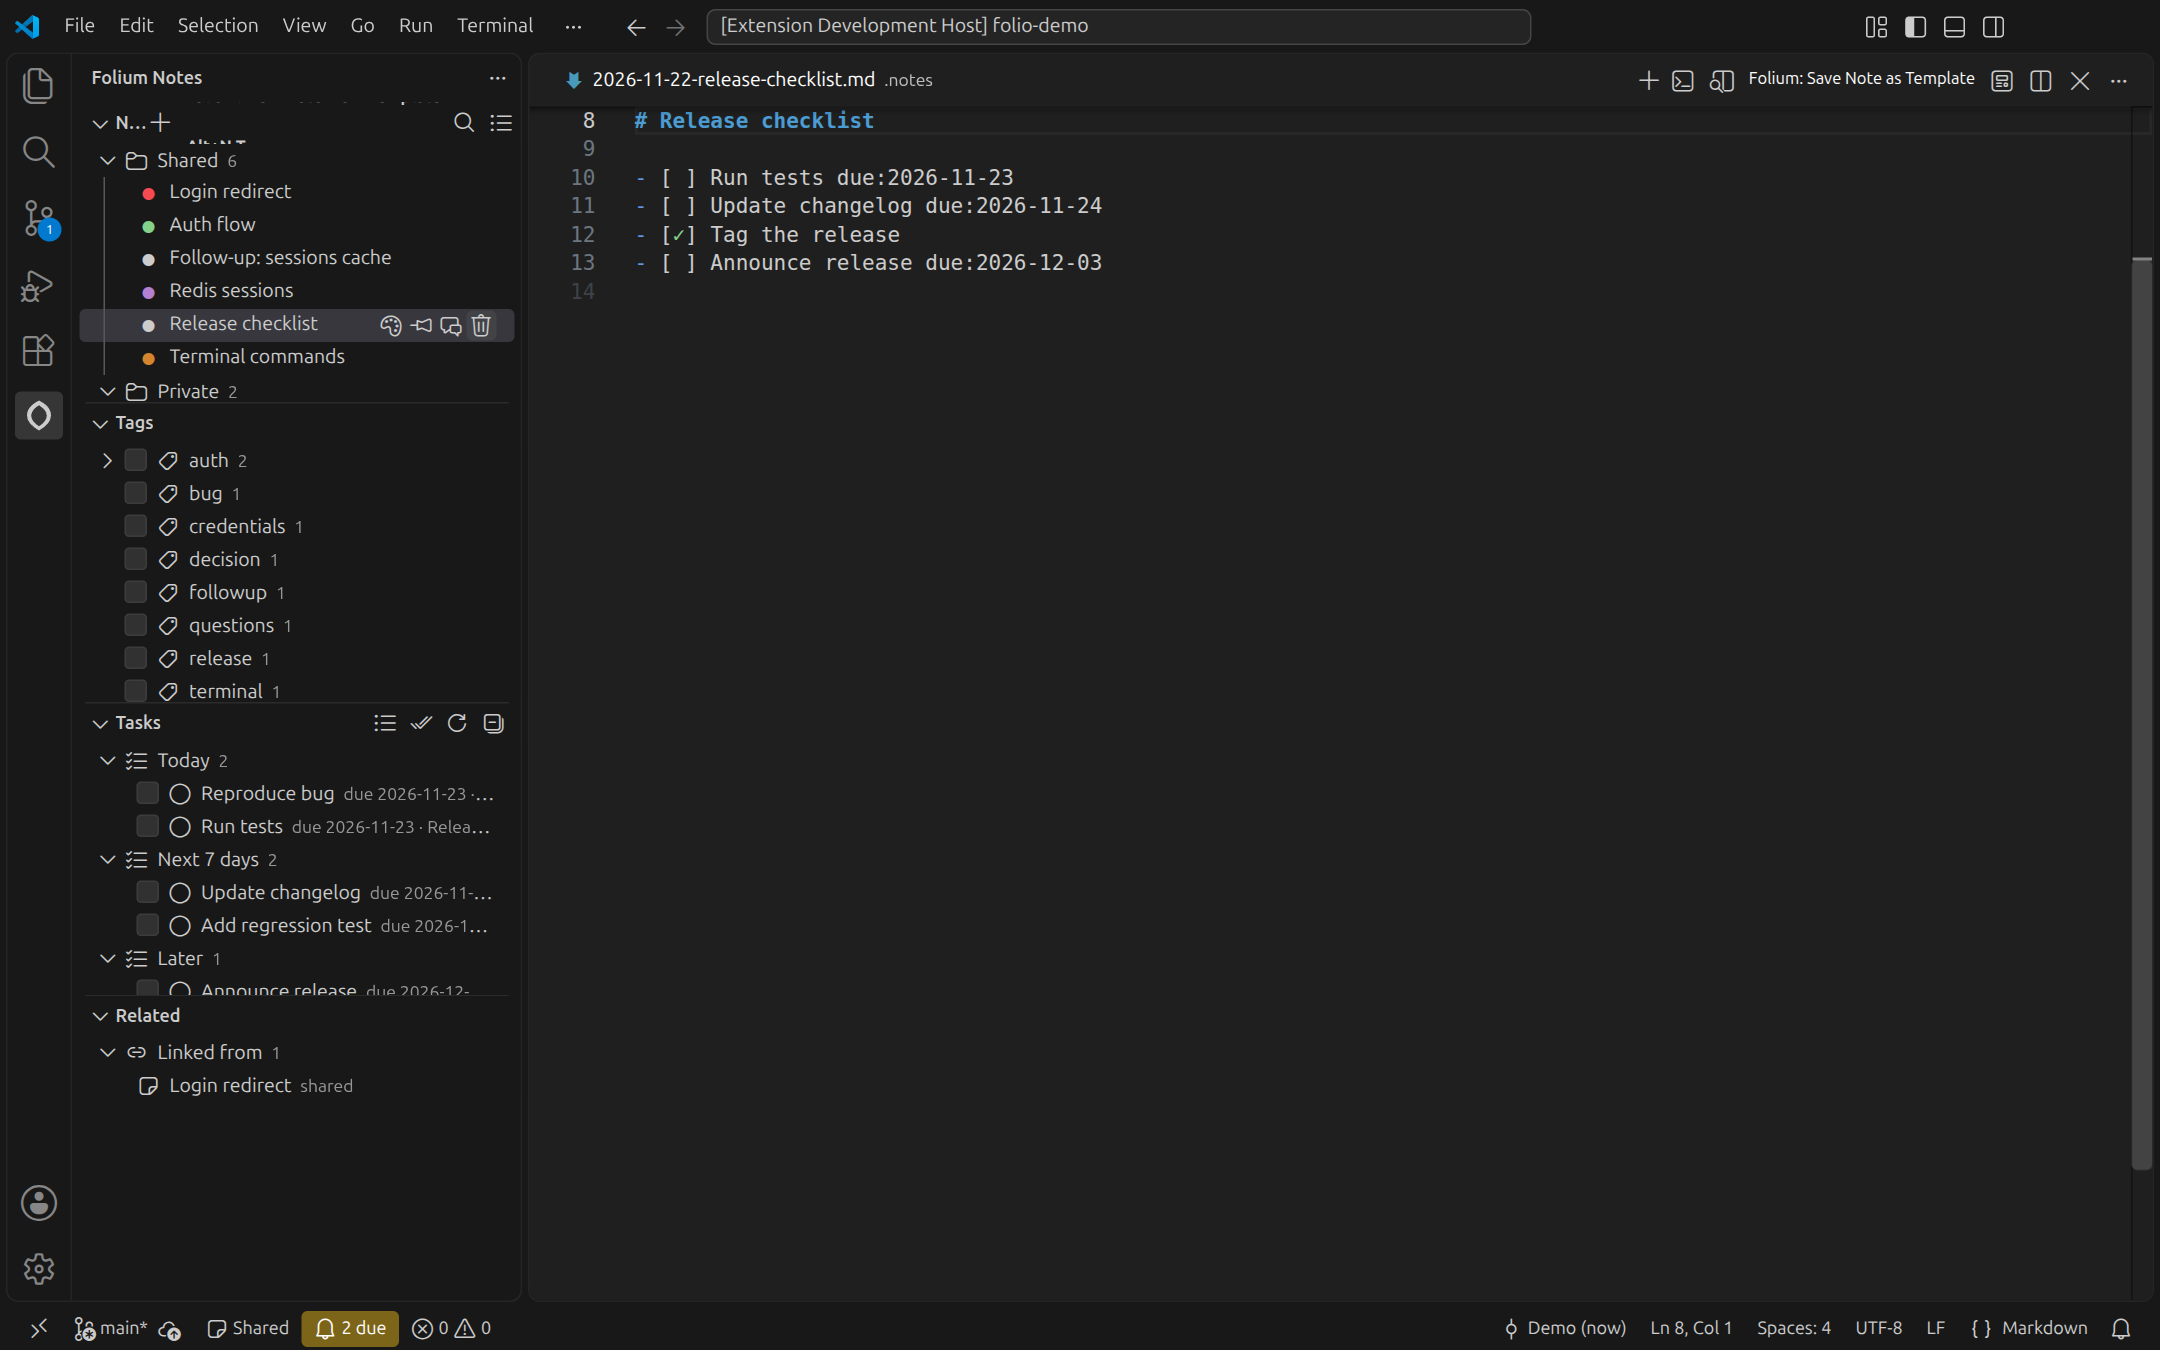 File Edit Selection View Go Run Terminal ···
[Extension Development Host] folio-demo
Folium Notes
N...
Shared 6
Login redirect
Auth flow
Follow-up: sessions cache
Redis sessions
Release checklist
Terminal commands
Private 2
Tags
auth 2
bug 1
credentials 1
decision 1
followup 1
questions 1
release 1
terminal 1
Tasks
Today 2
Reproduce bug due 2026-11-23 ·...
Run tests due 2026-11-23 · Relea...
Next 7 days 2
Update changelog due 2026-11-...
Add regression test due 2026-1...
Later 1
Announce release due 2026-12-
Related
Linked from 1
Login redirect shared
2026-11-22-release-checklist.md .notes
Folium: Save Note as Template
8 # Release checklist
9
10 - [ ] Run tests due:2026-11-23
11 - [ ] Update changelog due:2026-11-24
12 - [✓] Tag the release
13 - [ ] Announce release due:2026-12-03
14
1
main* Shared 2 due 0 0
Demo (now) Ln 8, Col 1 Spaces: 4 UTF-8 LF { } Markdown